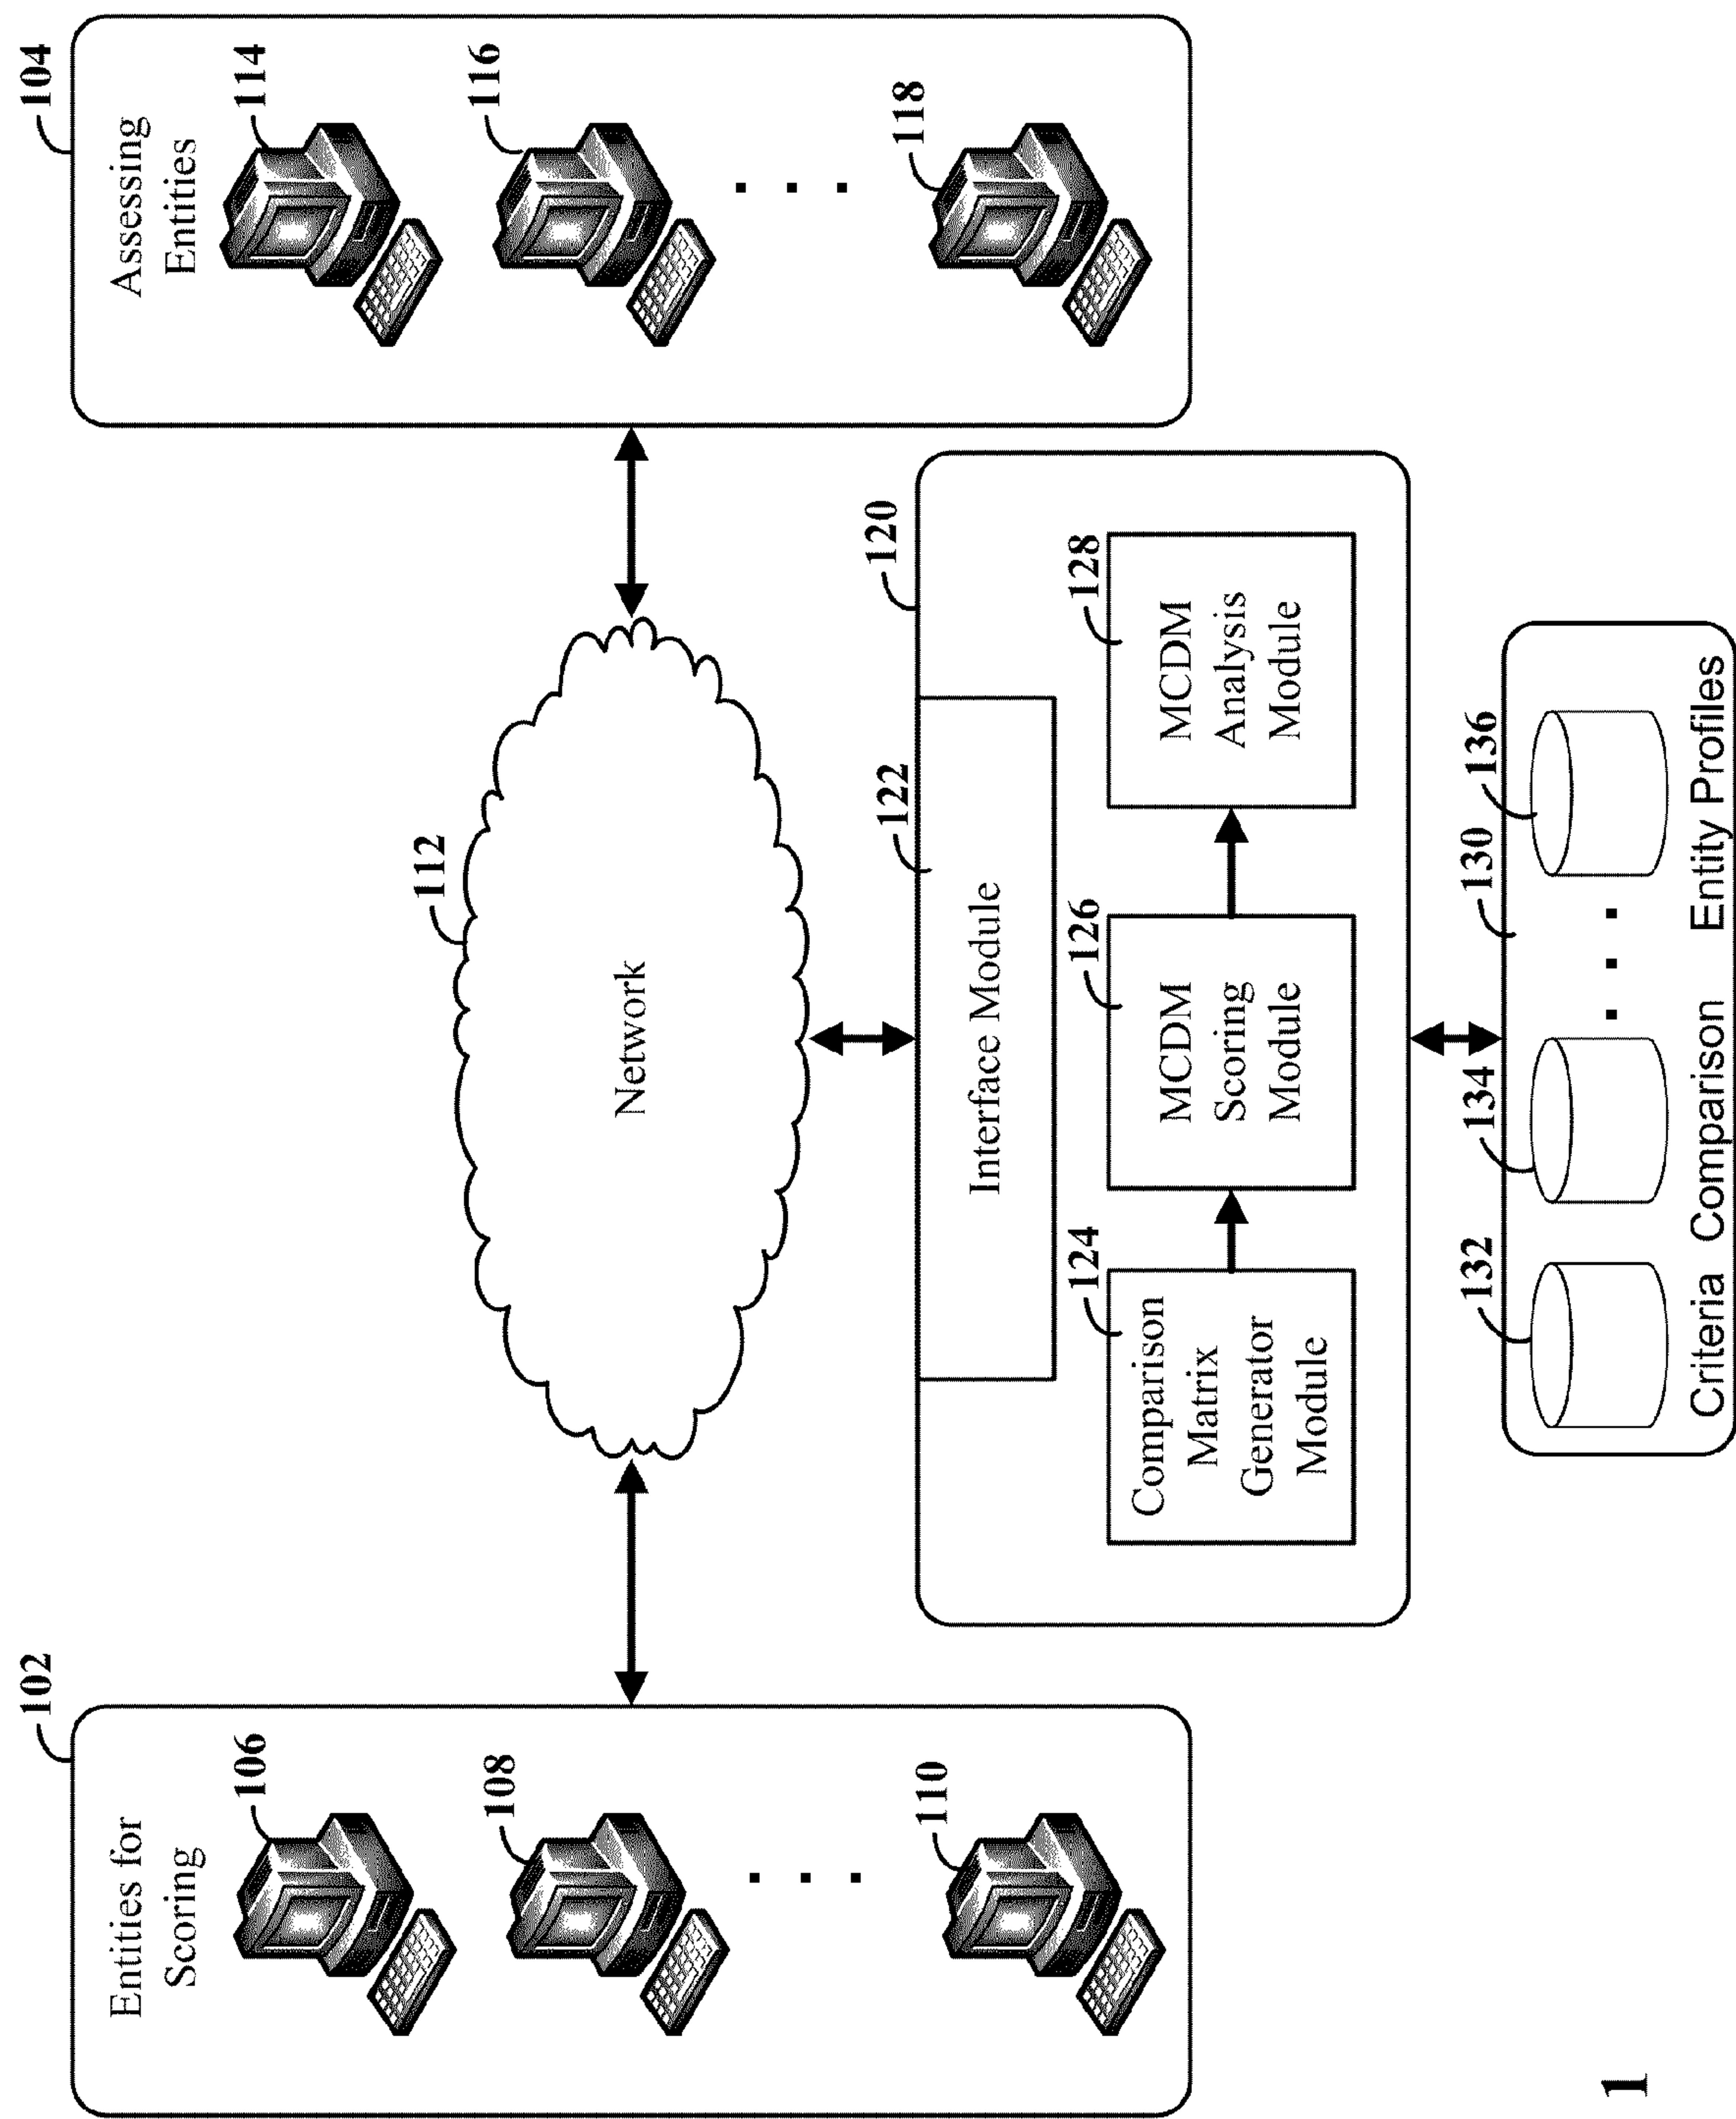 102
Entities for
Scoring
106
108
110
112
Network
104
Assessing
Entities
114
116
118
120
122
Interface Module
124
Comparison
Matrix
Generator
Module
126
MCDM
Scoring
Module
128
MCDM
Analysis
Module
130
132
134
136
Criteria
Comparison
Entity Profiles
1